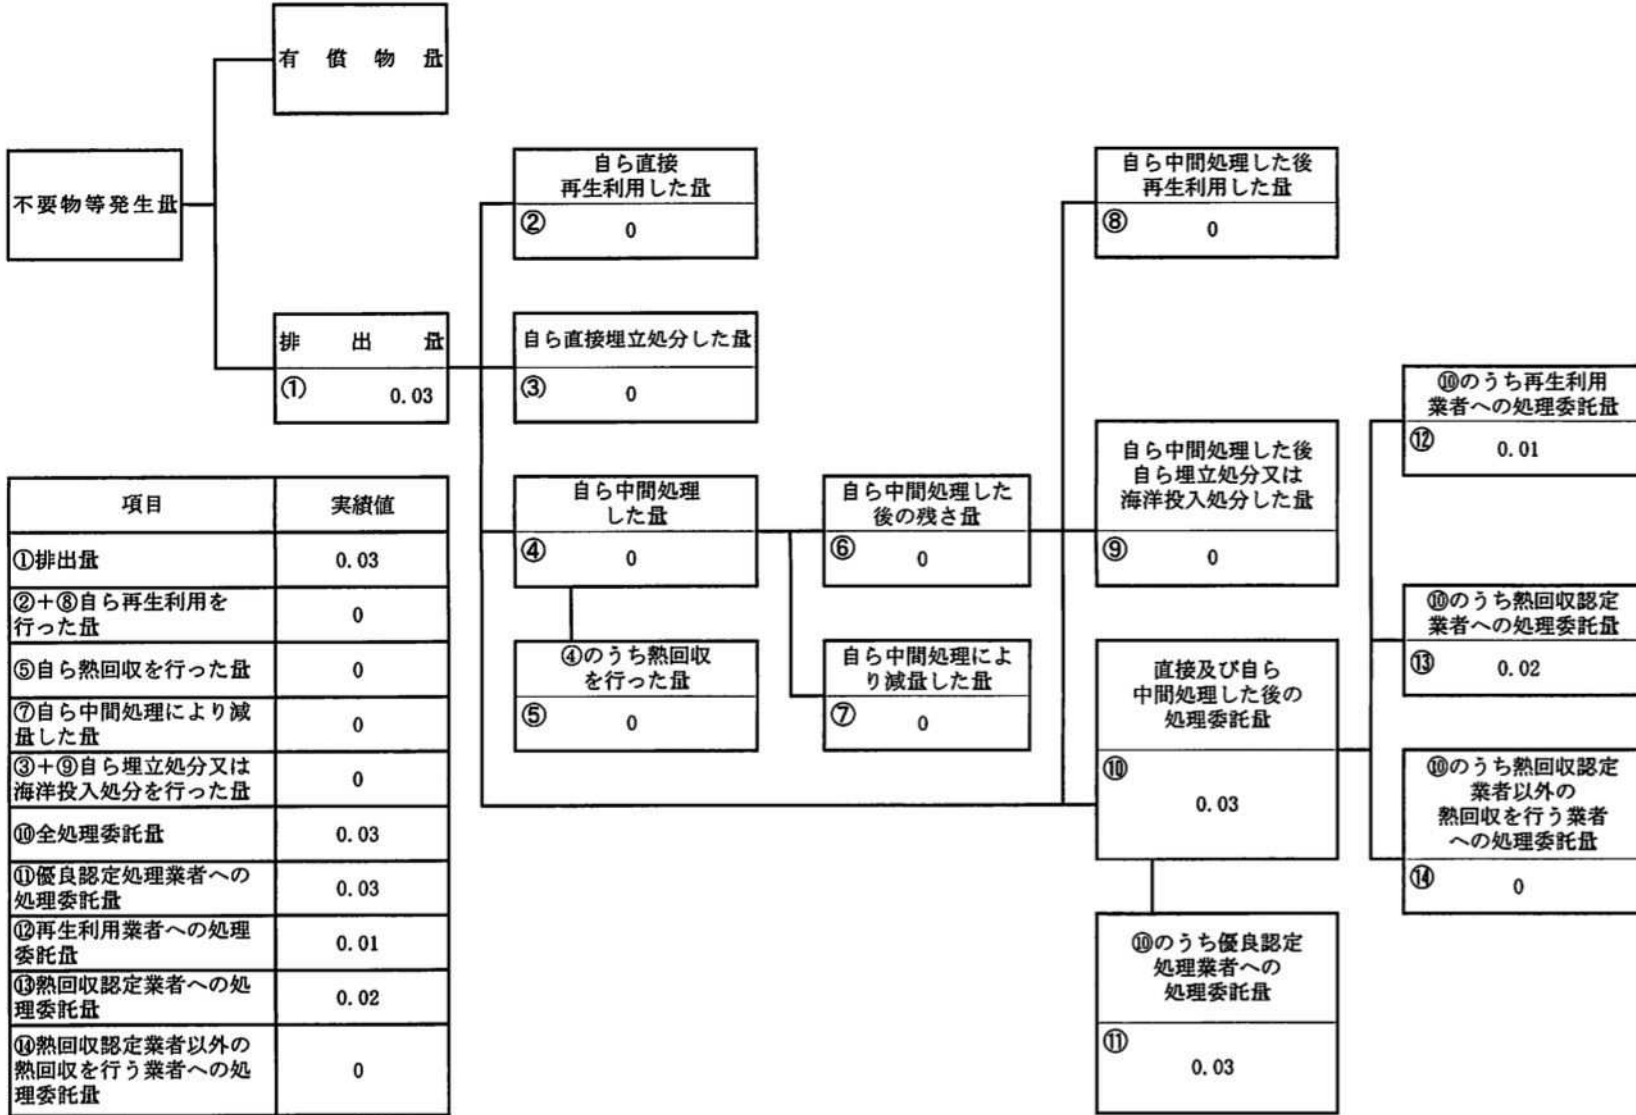 有償物量
不要物等発生量
排出量
① 0.03
自ら直接
再生利用した量
② 0
自ら直接埋立処分した量
③ 0
自ら中間処理
した量
④ 0
④のうち熱回収
を行った量
⑤ 0
自ら中間処理した
後の残さ量
⑥ 0
自ら中間処理によ
り減量した量
⑦ 0
自ら中間処理した後
再生利用した量
⑧ 0
自ら中間処理した後
自ら埋立処分又は
海洋投入処分した量
⑨ 0
直接及び自ら
中間処理した後の
処理委託量
⑩
0.03
⑩のうち優良認定
処理業者への
処理委託量
⑪
0.03
⑩のうち再生利用
業者への処理委託量
⑫ 0.01
⑩のうち熱回収認定
業者への処理委託量
⑬ 0.02
⑩のうち熱回収認定
業者以外の
熱回収を行う業者
への処理委託量
⑭ 0
項目 実績値
①排出量 0.03
②+⑧自ら再生利用を
行った量 0
⑤自ら熱回収を行った量 0
⑦自ら中間処理により減
量した量 0
③+⑨自ら埋立処分又は
海洋投入処分を行った量 0
⑩全処理委託量 0.03
⑪優良認定処理業者への
処理委託量 0.03
⑫再生利用業者への処理
委託量 0.01
⑬熱回収認定業者への処
理委託量 0.02
⑭熱回収認定業者以外の
熱回収を行う業者への処
理委託量 0